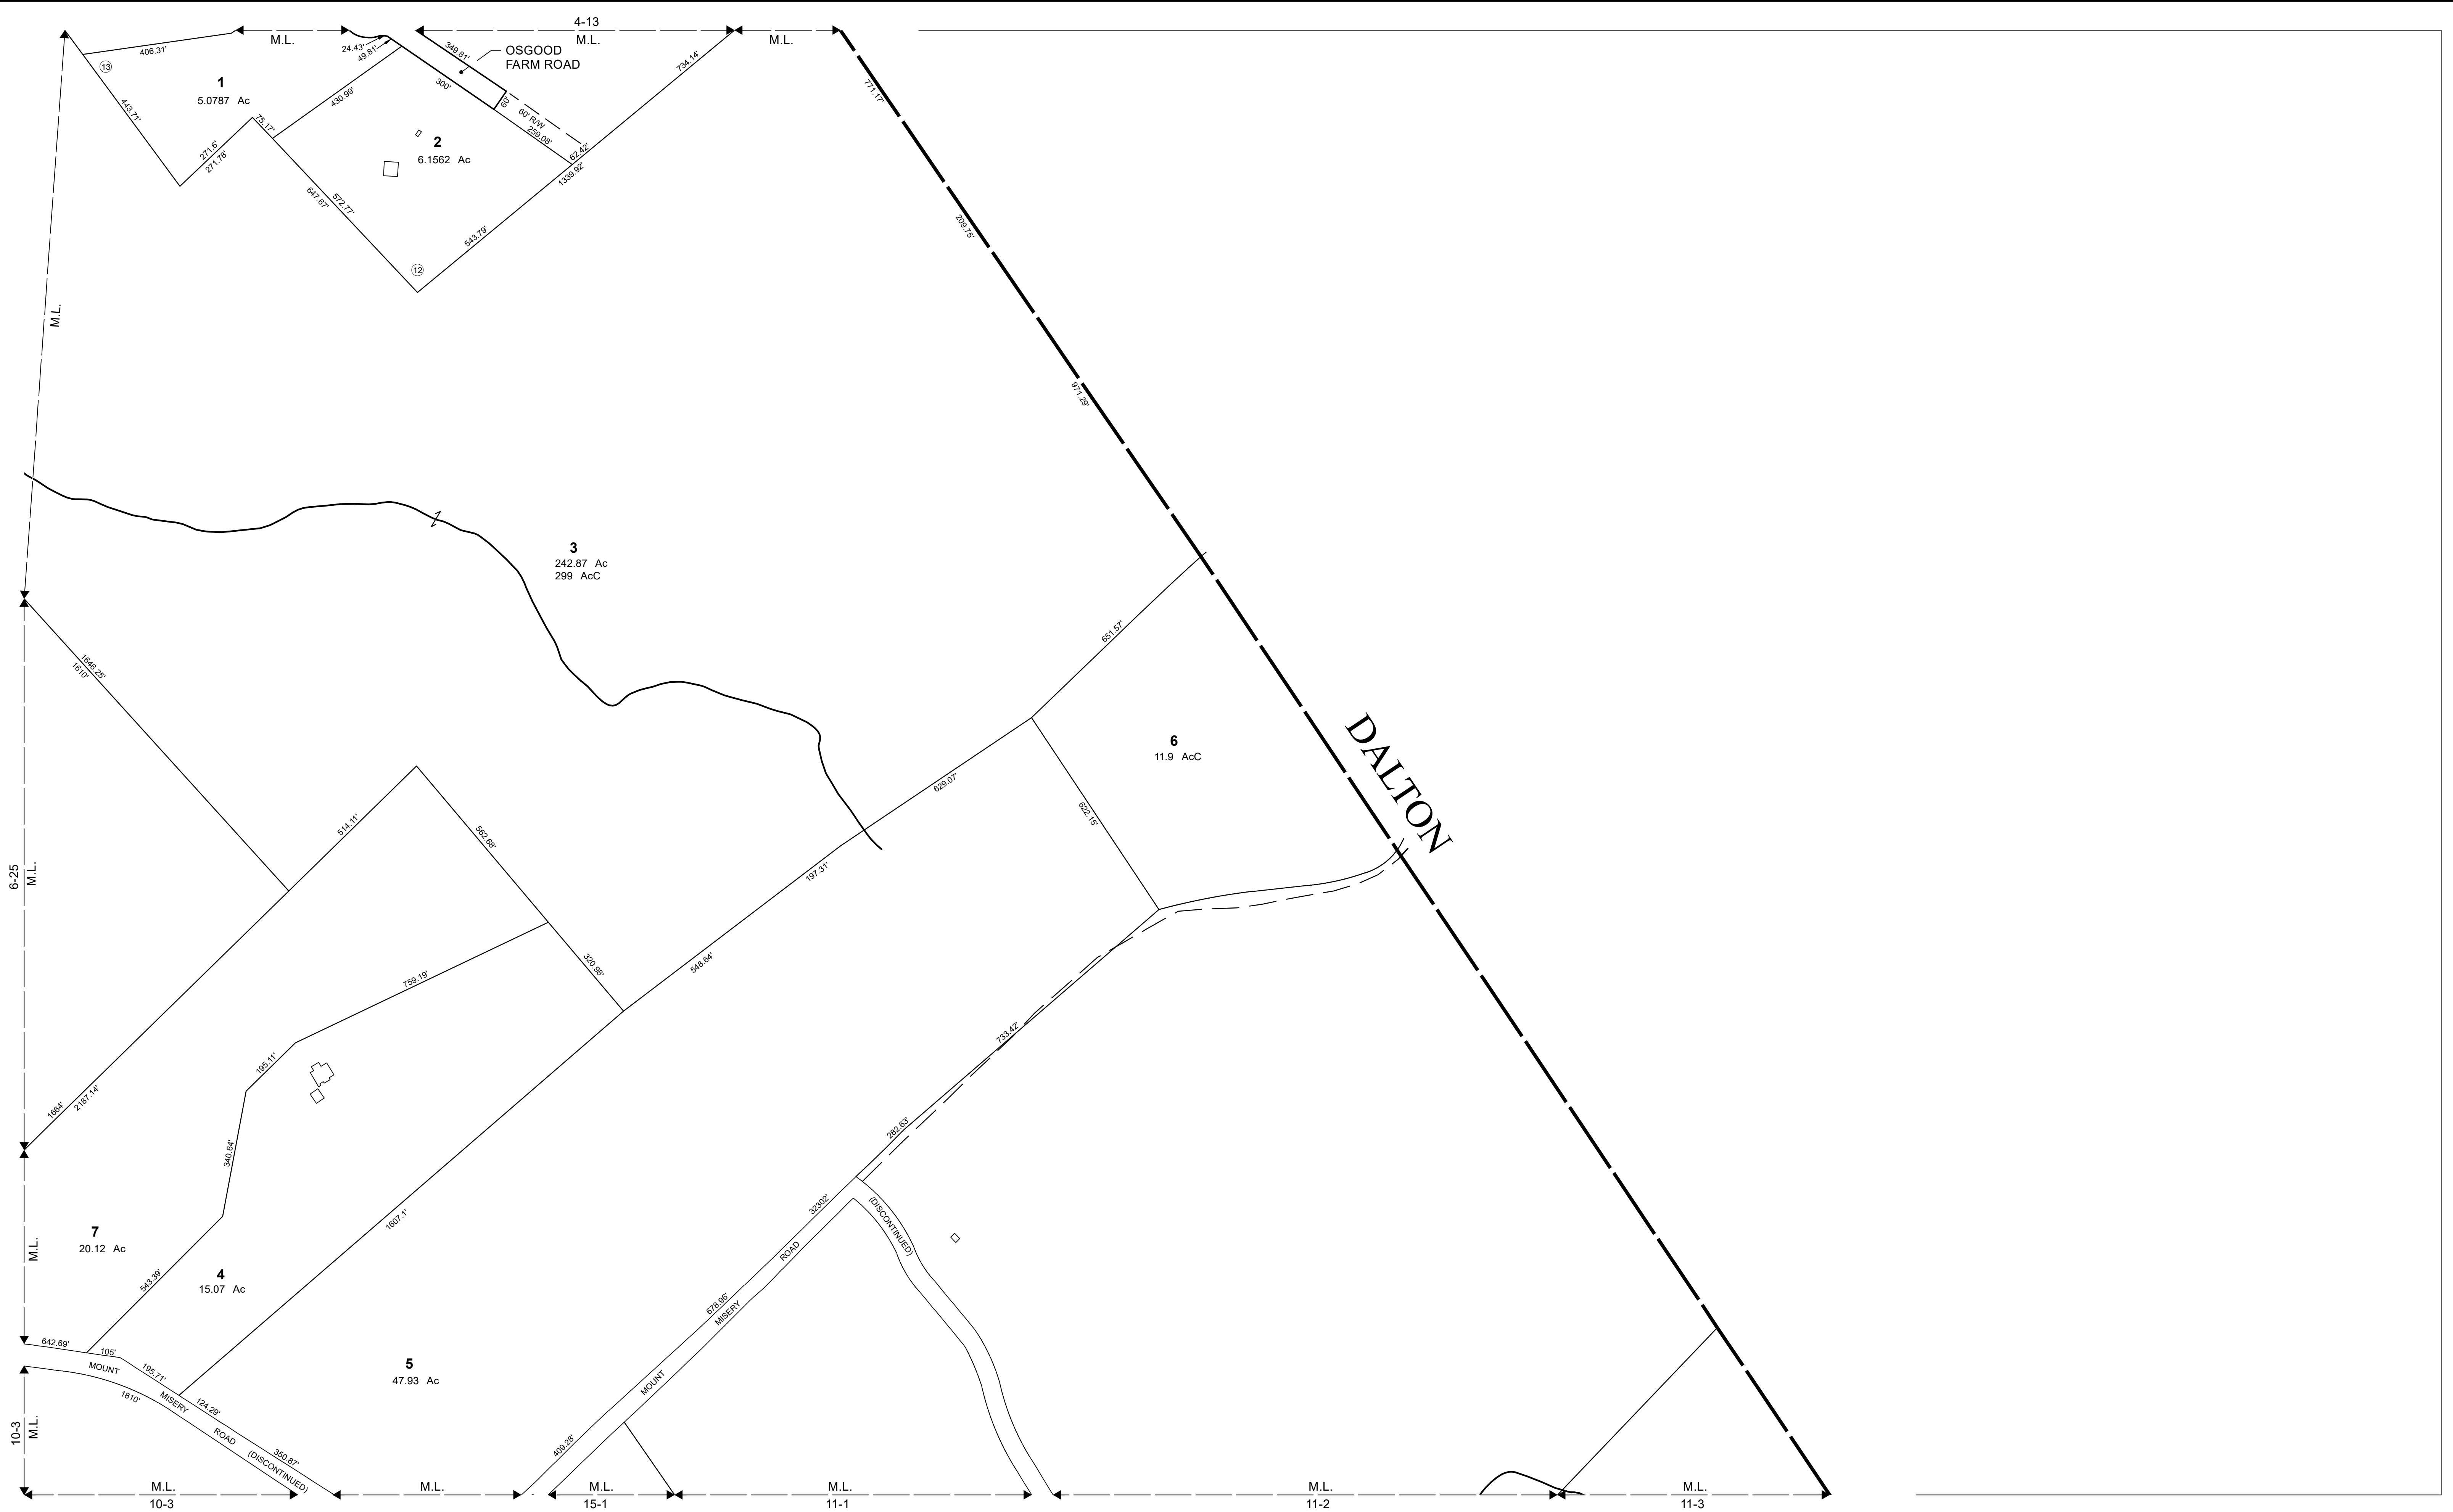 4-13
M.L.
M.L.
M.L.
406.31'
24.43'
49.81'
349.81'
OSGOOD
FARM ROAD
734.14'
771.17'
13
1
5.0787 Ac
443.71'
430.99'
300'
60'
60' R/W
259.08'
62.42'
1339.92'
75.17'
271.6'
271.78'
2
6.1562 Ac
647.67'
572.77'
543.79'
12
209.75'
M.L.
971.29'
3
242.87 Ac
299 AcC
651.57'
1646.25'
1610'
6
11.9 AcC
DALTON
629.07'
622.15'
514.11'
562.68'
197.31'
6-25
M.L.
548.64'
320.98'
759.19'
733.42'
195.11'
1664'
2187.14'
340.64'
282.63'
32302'
(DISCONTINUED)
1607.1'
7
20.12 Ac
M.L.
4
15.07 Ac
543.39'
678.96'
MOUNT
MISERY
ROAD
642.69'
105'
195.71'
124.29'
350.87'
1810'
MOUNT
MISERY
ROAD
(DISCONTINUED)
5
47.93 Ac
409.28'
10-3
M.L.
M.L.
10-3
M.L.
M.L.
15-1
M.L.
11-1
M.L.
11-2
M.L.
11-3